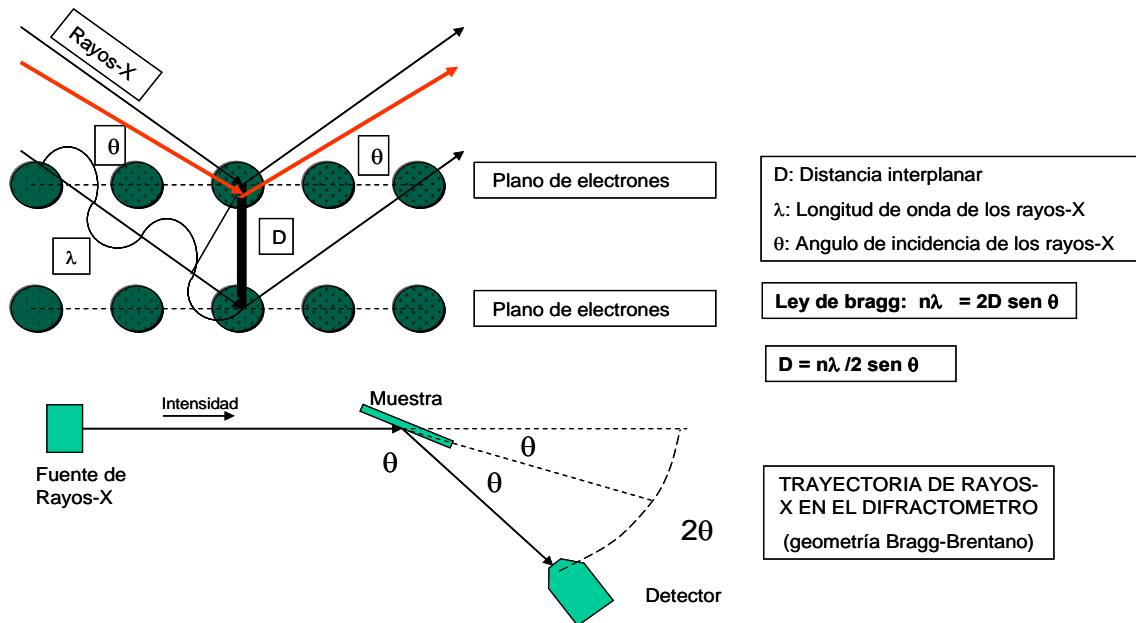 Rayos-X
θ
θ
Plano de electrones
D
λ
Plano de electrones
D: Distancia interplanar
λ: Longitud de onda de los rayos-X
θ: Angulo de incidencia de los rayos-X
Ley de bragg: nλ = 2D sen θ
D = nλ /2 sen θ
Intensidad
Muestra
Fuente de
Rayos-X
θ
θ
θ
2θ
Detector
TRAYECTORIA DE RAYOS-
X EN EL DIFRACTOMETRO
(geometría Bragg-Brentano)